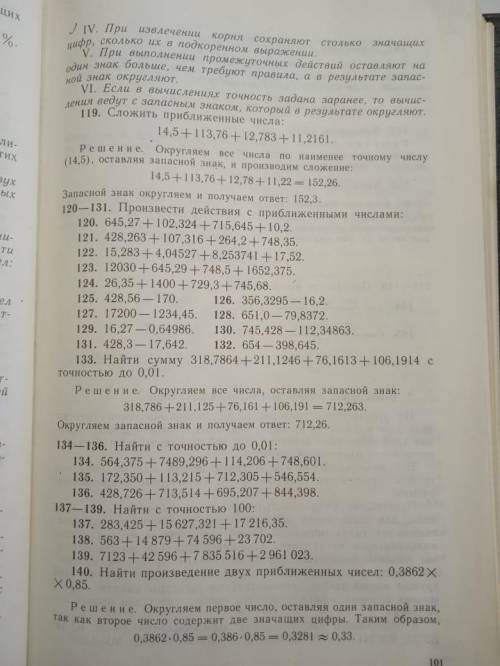 щих
%.
ли-
гих
рух
ых
ни-
сти
ел:
ел
т-
т-
ей
IV. При извлечении корня сохраняют столько значащих
цифр, сколько их в подкоренном выражении.
V. При выполнении промежуточных действий оставляют на
один знак больше, чем требуют правила, а в результате запас-
ной знак округляют.
VI. Если в вычислениях точность задана заранее, то вычис-
ления ведут с запасным знаком, который в результате округляют.
119. Сложить приближенные числа:
14,5+113,76+12,783+11,2161.
Решение. Округляем все числа по наименее точному числу
(14,5), оставляя запасной знак, и производим сложение:
14,5+113,76+12,78+11,22=152,26.
Запасной знак округляем и получаем ответ: 152,3.
120—131. Произвести действия с приближенными числами:
120. 645,27+102,324+715,645+10,2.
121. 428,263+107,316+264,2+748,35.
122. 15,283+4,04527+8,253741+17,52.
123. 12030+645,29+748,5+1652,375.
124. 26,35+1400+729,3+745,68.
125. 428,56—170. 126. 356,3295—16,2.
127. 17200—1234,45. 128. 651,0—79,8372.
129. 16,27—0,64986. 130. 745,428—112,34863.
131. 428,3—17,642. 132. 654—398,645.
133. Найти сумму 318,7864+211,1246+76,1613+106,1914 с
точностью до 0,01.
Решение. Округляем все числа, оставляя запасной знак:
318,786+211,125+76,161+106,191=712,263.
Округляем запасной знак и получаем ответ: 712,26.
134—136. Найти с точностью до 0,01:
134. 564,375+7489,296+114,206+748,601.
135. 172,350+113,215+712,305+546,554.
136. 428,726+713,514+695,207+844,398.
137—139. Найти с точностью 100:
137. 283,425+15 627,321+17 216,35.
138. 563+14 879+74 596+23 702.
139. 7123+42 596+7 835 516+2 961 023.
140. Найти произведение двух приближенных чисел: 0,3862×
×0,85.
Решение. Округляем первое число, оставляя один запасной знак,
так как второе число содержит две значащих цифры. Таким образом,
0,3862·0,85=0,386·0,85=0,3281≈0,33.
101